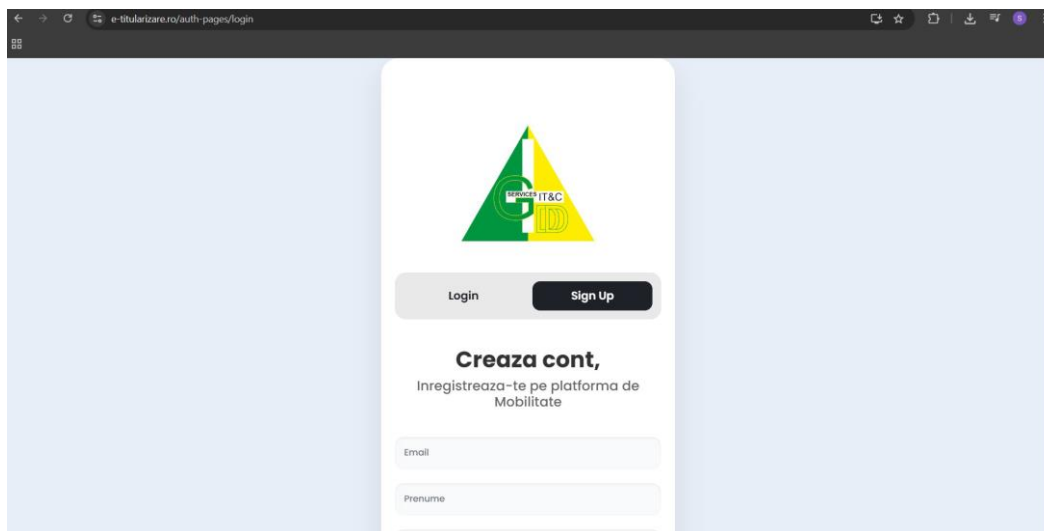 e-titularizare.ro/auth-pages/login
S
SERVICES IT&C
GIDD
Login
Sign Up
Creaza cont,
Inregistreaza-te pe platforma de
Mobilitate
Email
Prenume